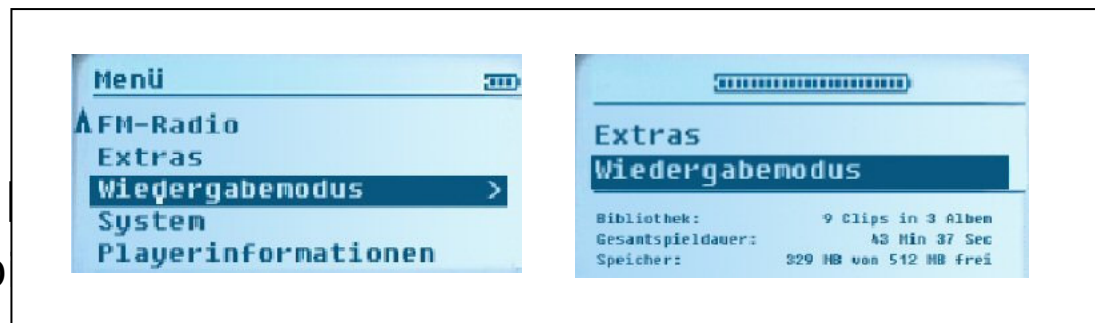 Menü
FM-Radio
Extras
Wiedergabemodus >
System
Playerinformationen
Extras
Wiedergabemodus
Bibliothek: 9 Clips in 3 Alben
Gesamtspieldauer: 43 Min 37 Sec
Speicher: 329 MB von 512 MB frei